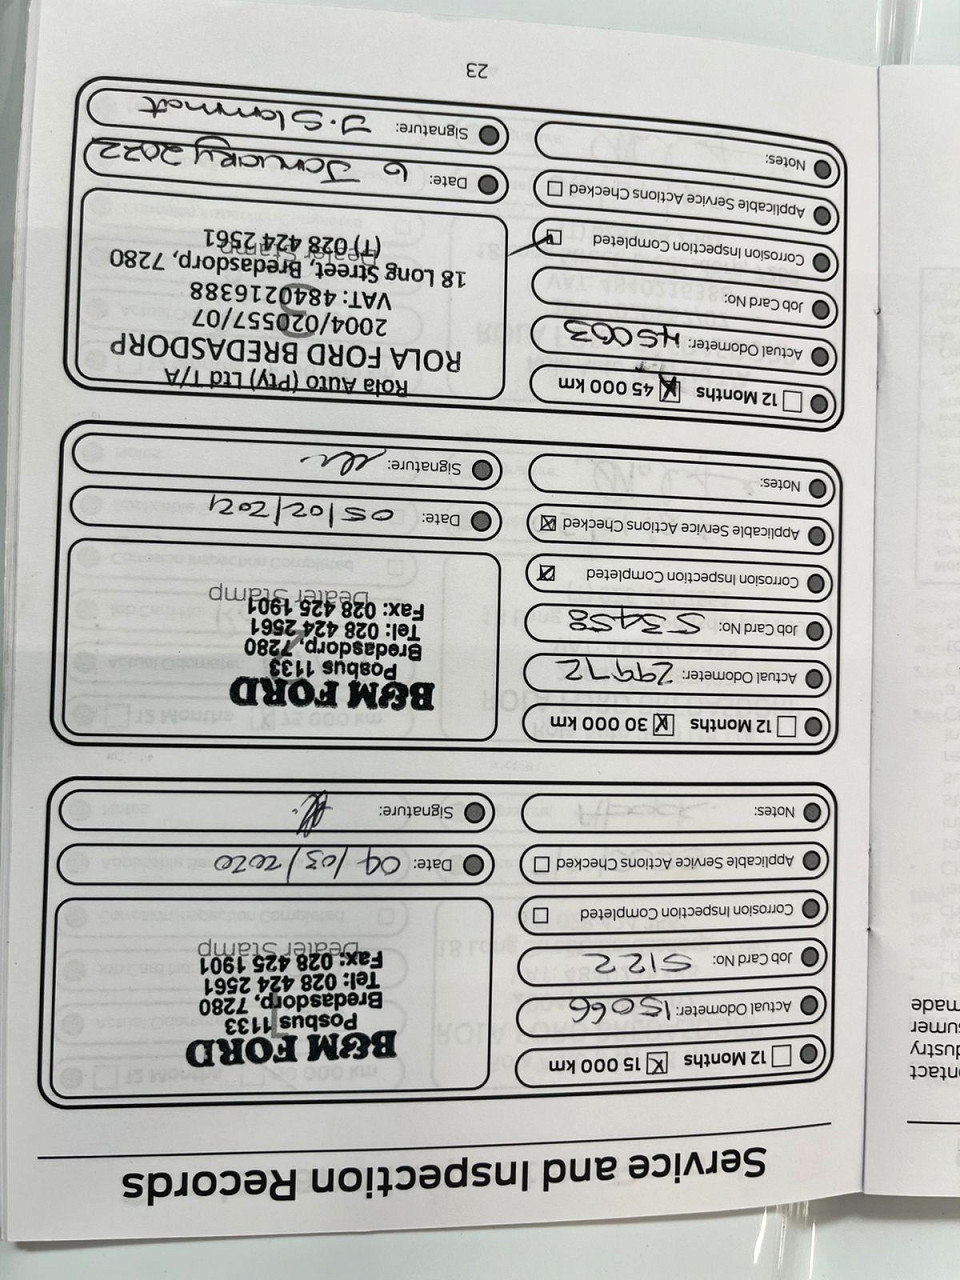 Service and Inspection Records
12 Months 15 000 km
Actual Odometer: 15066
Job Card No: 5122
Corrosion Inspection Completed
Applicable Service Actions Checked
Notes:
B&M FORD
Posbus 1133
Bredasdorp, 7280
Tel: 028 424 2561
Fax: 028 425 1901
Dealer Stamp
Date: 04/03/2020
Signature:
12 Months 30 000 km
Actual Odometer: 29972
Job Card No:
Corrosion Inspection Completed
Applicable Service Actions Checked
Notes:
B&M FORD
Posbus 1133
Bredasdorp, 7280
Tel: 028 424 2561
Fax: 028 425 1901
Dealer Stamp
Date: 05/02/2021
Signature:
12 Months 45 000 km
Actual Odometer: 45003
Job Card No:
Corrosion Inspection Completed
Applicable Service Actions Checked
Notes:
Rola Auto (Pty) Ltd T/A
ROLA FORD BREDASDORP
2004/020557/07
VAT: 4840216388
18 Long Street, Bredasdorp, 7280
(T) 028 424 2561
Dealer Stamp
Date: 6 January 2022
Signature: J. Slammat
23
ontact
dustry
sumer
made